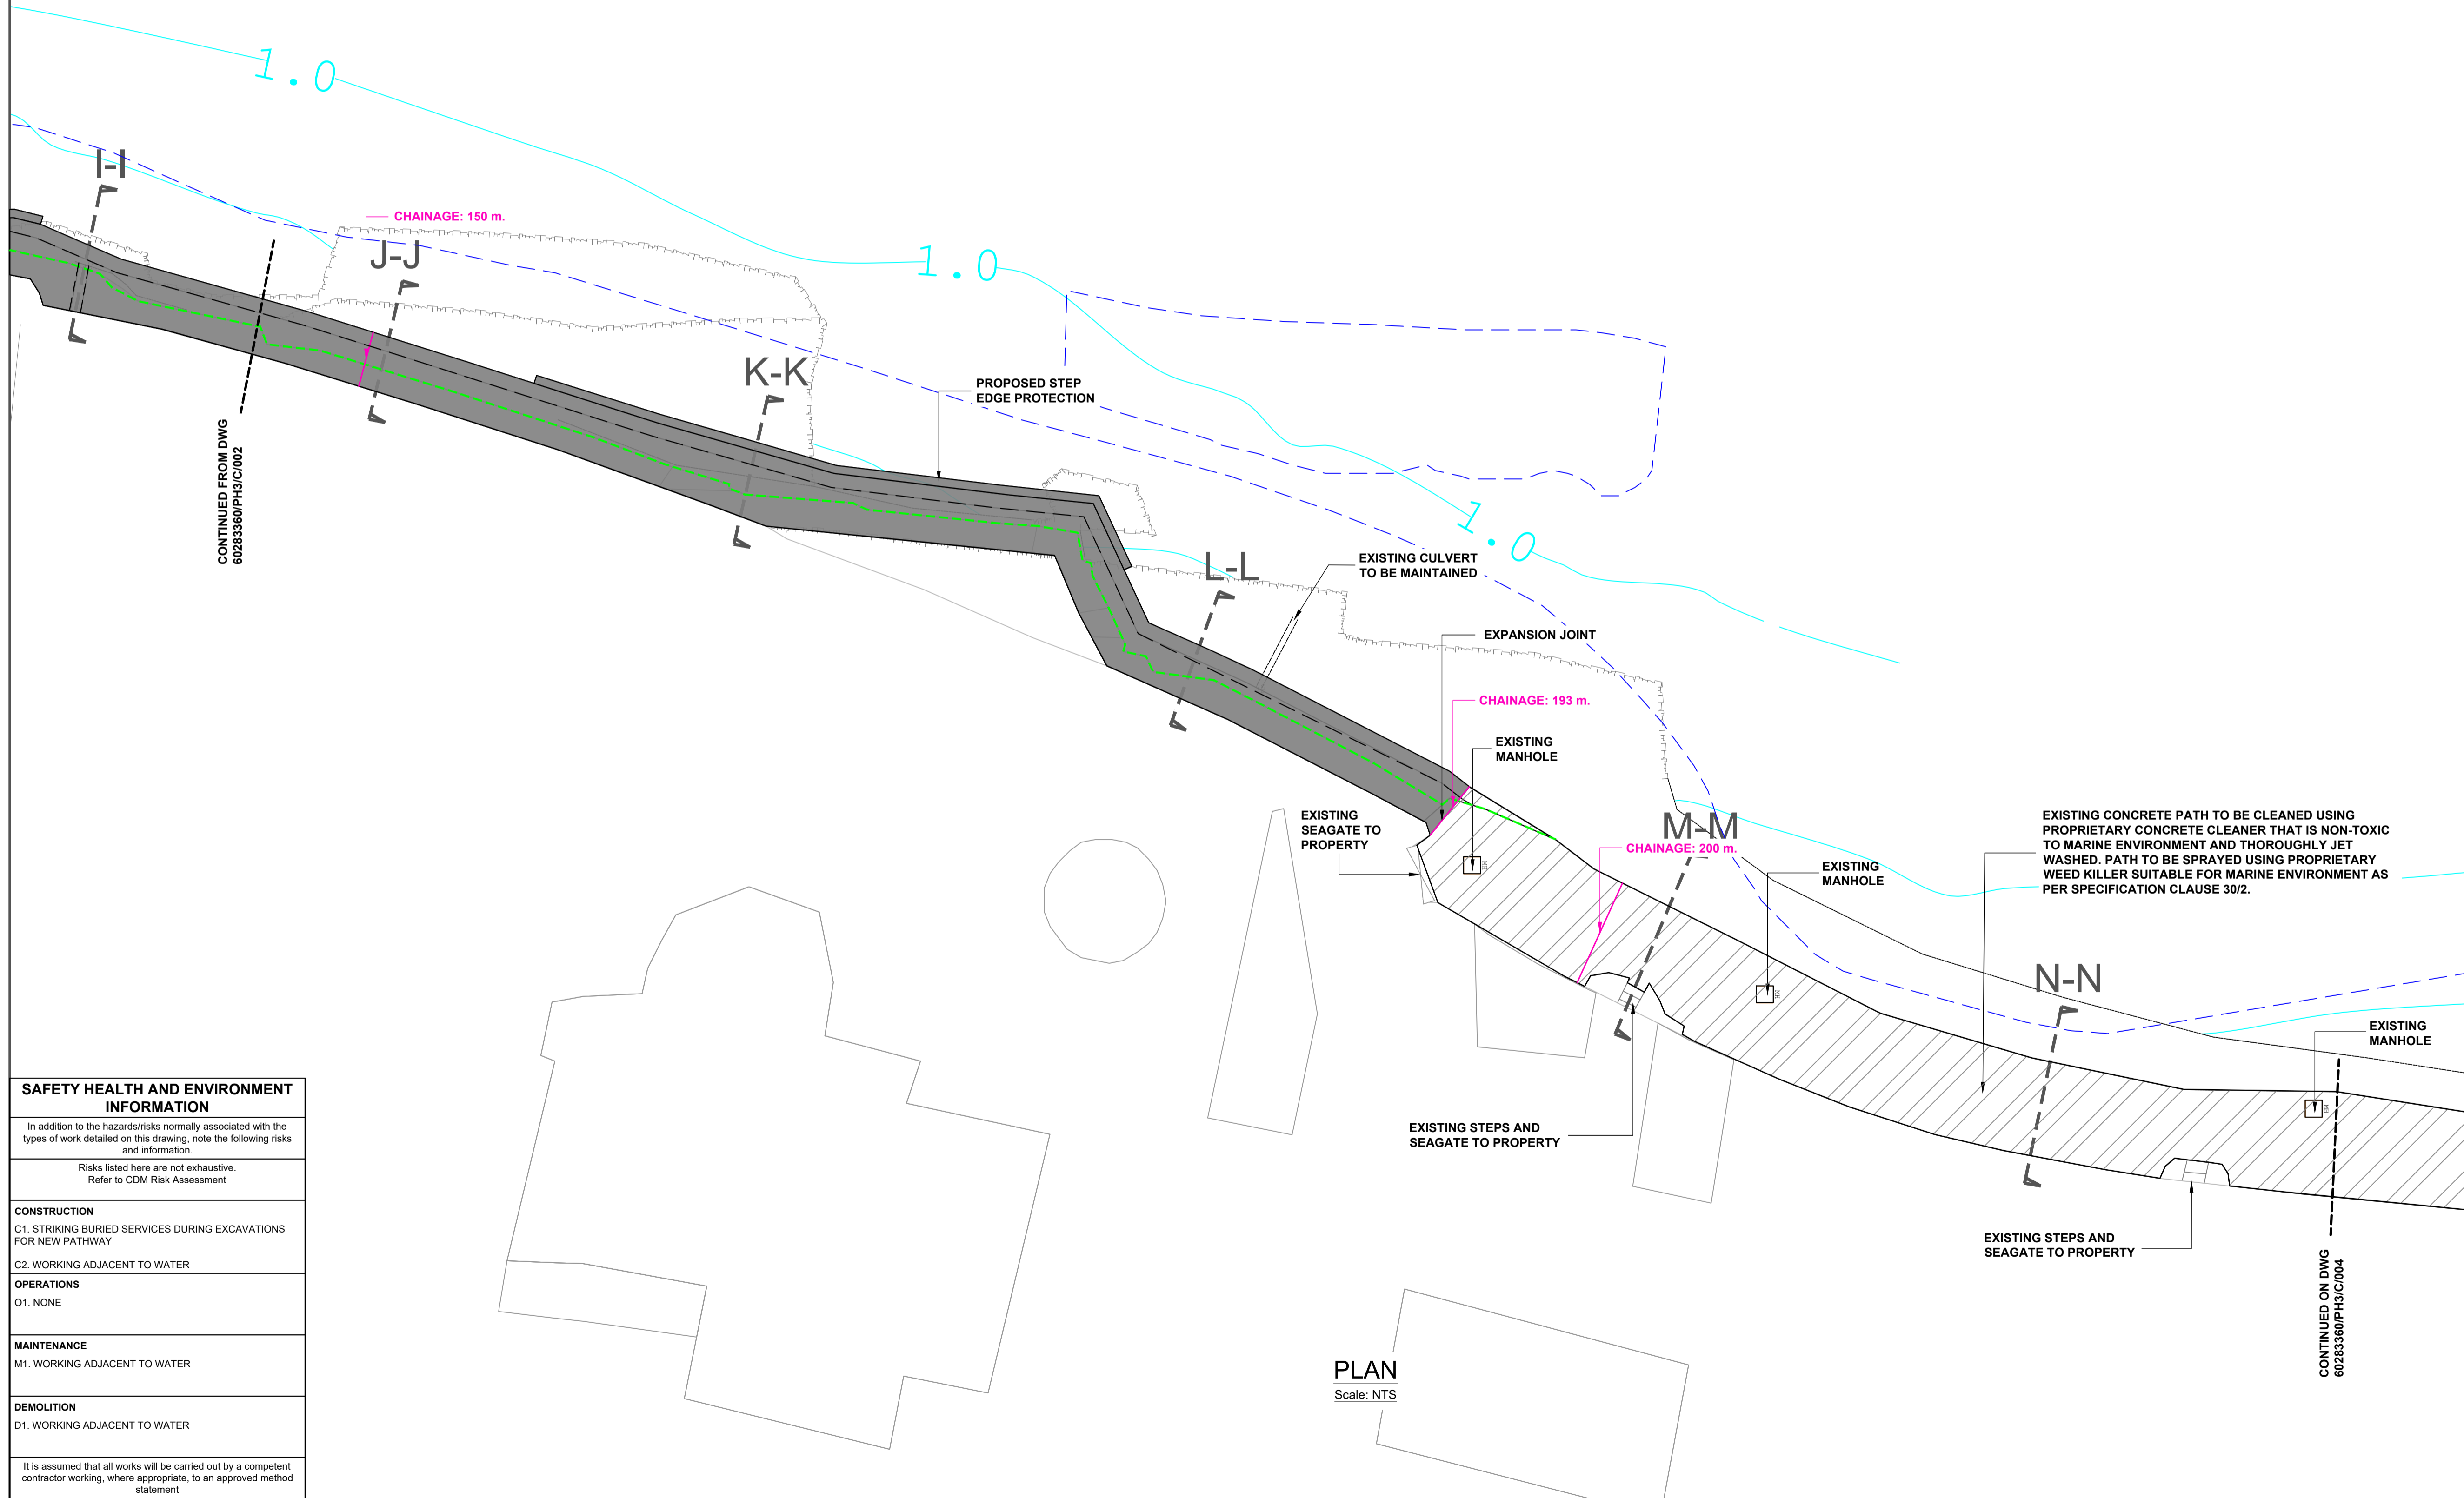 1.0
I-I
CHAINAGE: 150 m.
J-J
1.0
K-K
PROPOSED STEP
EDGE PROTECTION
CONTINUED FROM DWG
60283360/PH3/C/002
1.0
L-L
EXISTING CULVERT
TO BE MAINTAINED
EXPANSION JOINT
CHAINAGE: 193 m.
EXISTING
MANHOLE
EXISTING
SEAGATE TO
PROPERTY
MH
M-M
CHAINAGE: 200 m.
EXISTING
MANHOLE
MH
EXISTING CONCRETE PATH TO BE CLEANED USING
PROPRIETARY CONCRETE CLEANER THAT IS NON-TOXIC
TO MARINE ENVIRONMENT AND THOROUGHLY JET
WASHED. PATH TO BE SPRAYED USING PROPRIETARY
WEED KILLER SUITABLE FOR MARINE ENVIRONMENT AS
PER SPECIFICATION CLAUSE 30/2.
N-N
EXISTING
MANHOLE
MH
EXISTING STEPS AND
SEAGATE TO PROPERTY
EXISTING STEPS AND
SEAGATE TO PROPERTY
CONTINUED ON DWG
60283360/PH3/C/004
PLAN
Scale: NTS
SAFETY HEALTH AND ENVIRONMENT
INFORMATION
In addition to the hazards/risks normally associated with the
types of work detailed on this drawing, note the following risks
and information.
Risks listed here are not exhaustive.
Refer to CDM Risk Assessment
CONSTRUCTION
C1. STRIKING BURIED SERVICES DURING EXCAVATIONS
FOR NEW PATHWAY
C2. WORKING ADJACENT TO WATER
OPERATIONS
O1. NONE
MAINTENANCE
M1. WORKING ADJACENT TO WATER
DEMOLITION
D1. WORKING ADJACENT TO WATER
It is assumed that all works will be carried out by a competent
contractor working, where appropriate, to an approved method
statement